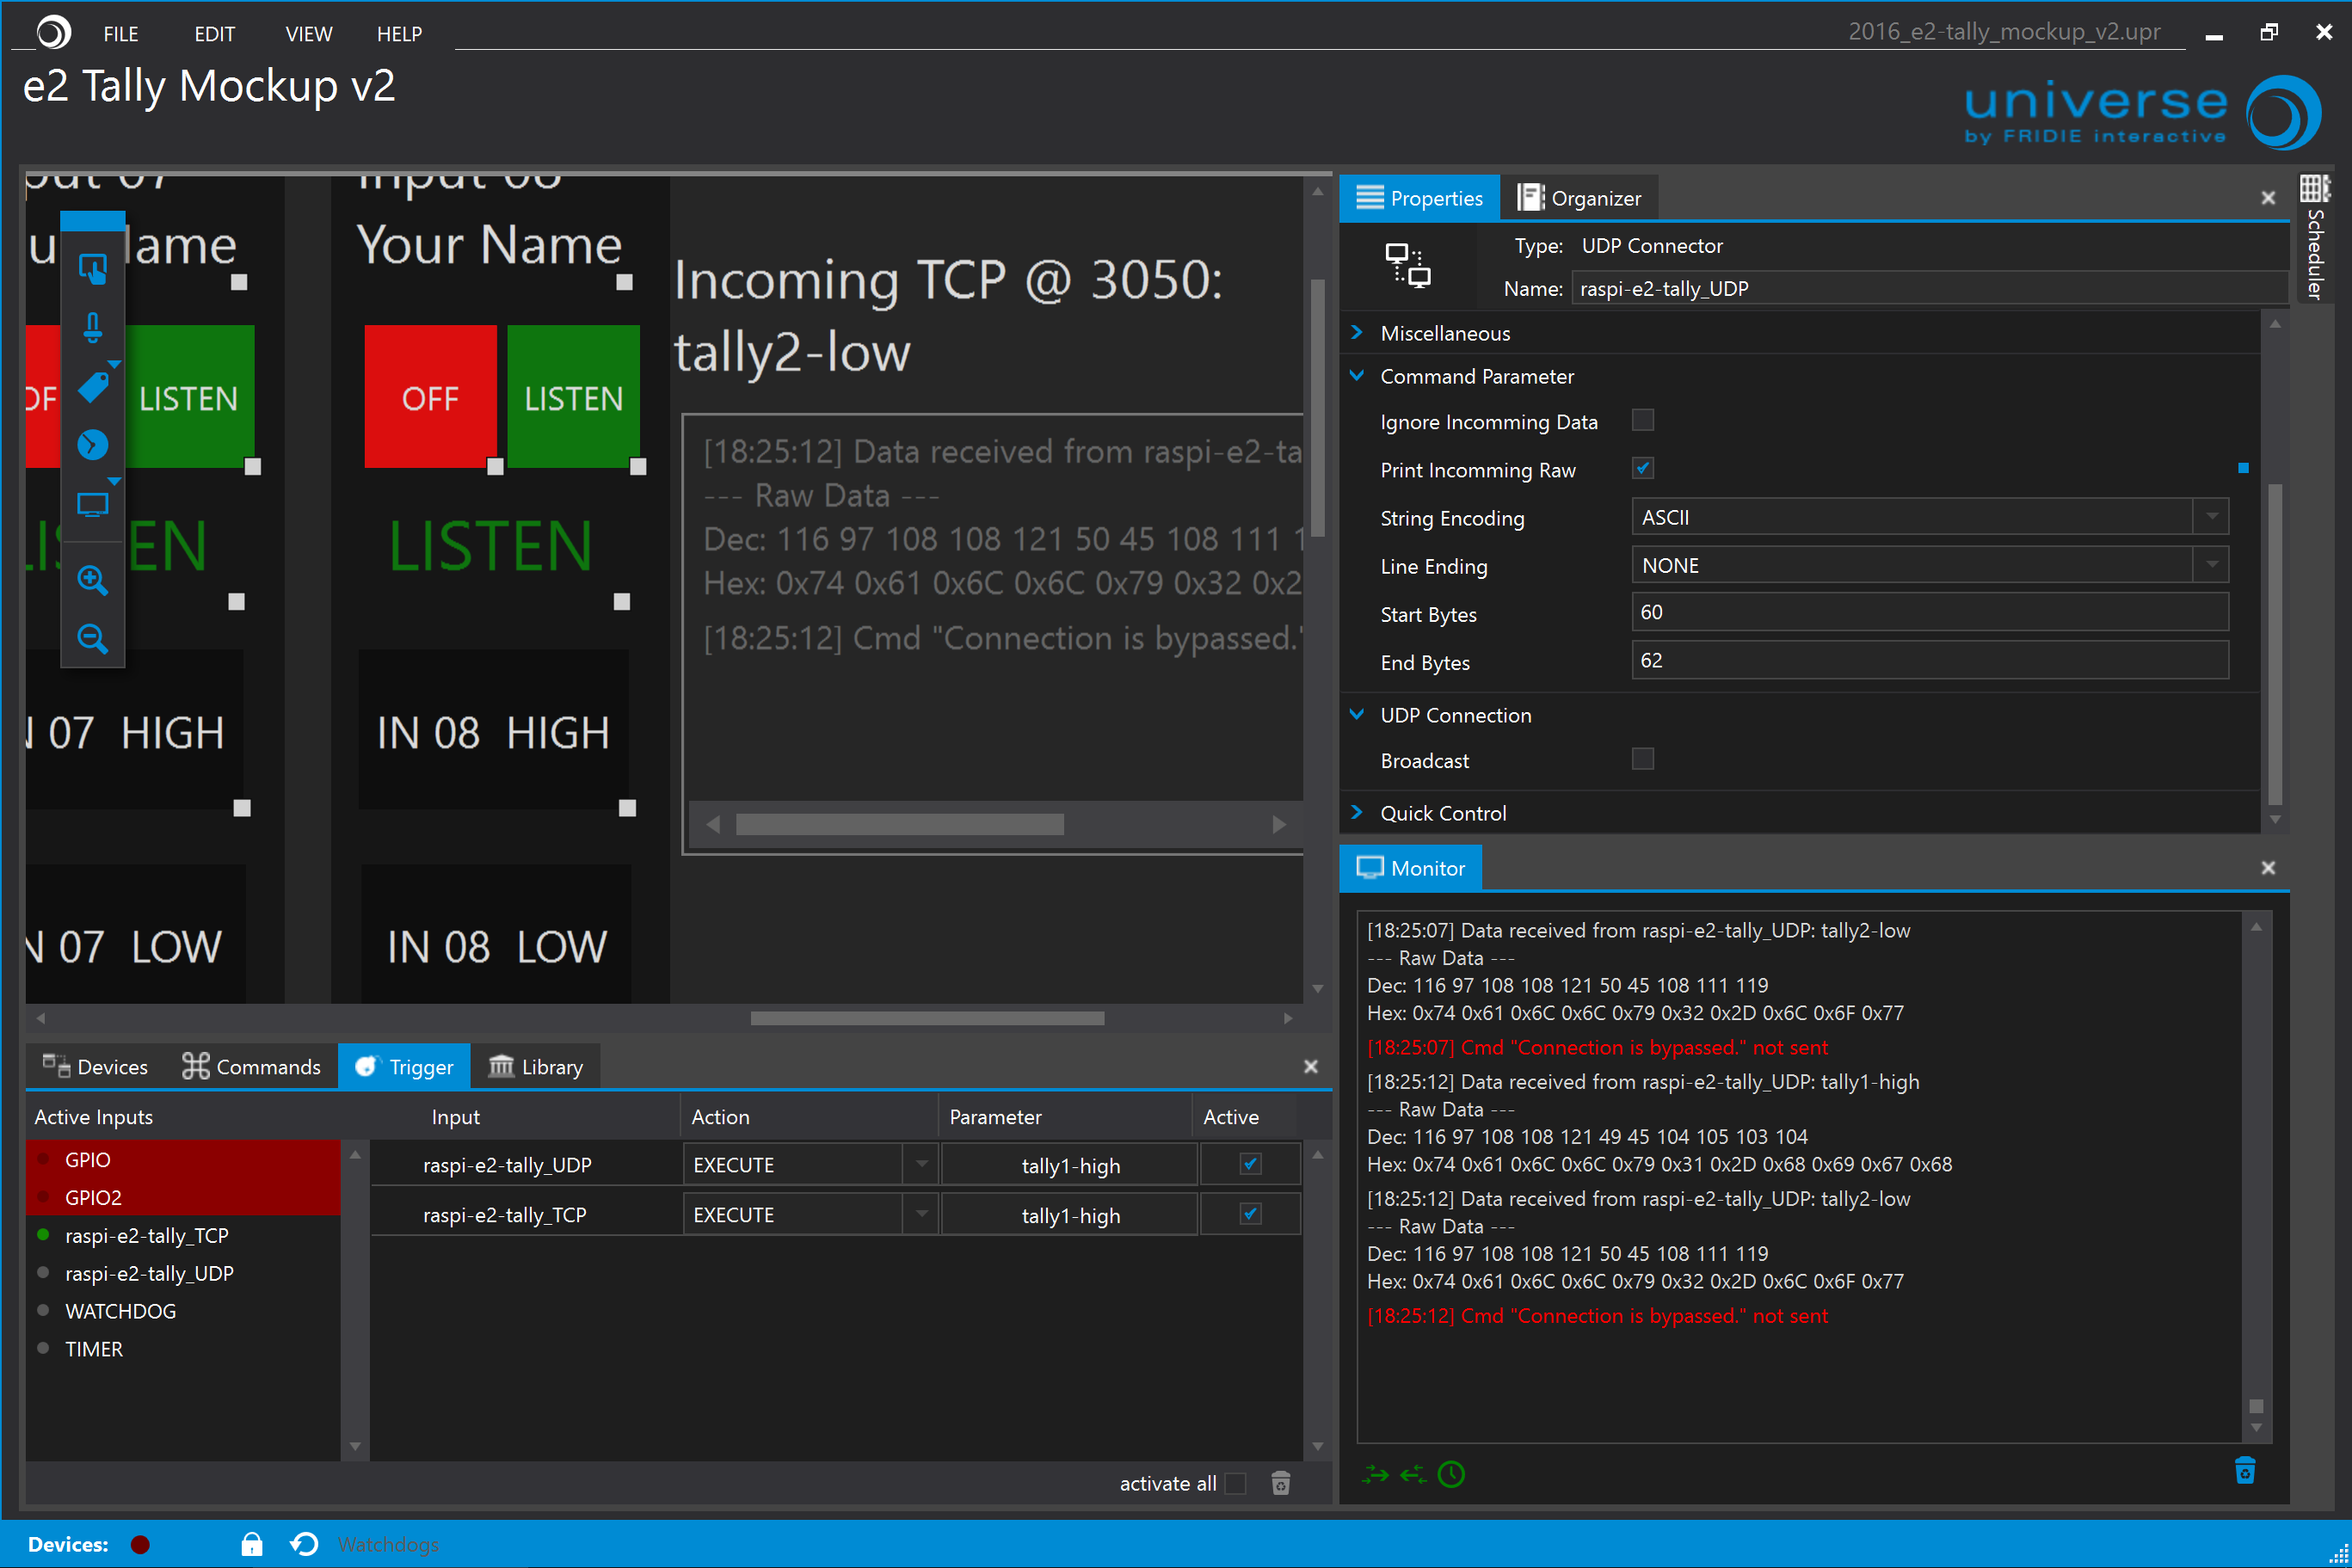 FILE EDIT VIEW HELP
2016_e2-tally_mockup_v2.upr
e2 Tally Mockup v2
universe
by FRIDIE interactive
Your Name
Incoming TCP @ 3050:
tally2-low
OFF LISTEN
LISTEN
OFF LISTEN
LISTEN
[18:25:12] Data received from raspi-e2-ta
--- Raw Data ---
Dec: 116 97 108 108 121 50 45 108 111 1
Hex: 0x74 0x61 0x6C 0x6C 0x79 0x32 0x2
[18:25:12] Cmd "Connection is bypassed."
IN 07 HIGH
IN 08 HIGH
IN 07 LOW
IN 08 LOW
Properties
Organizer
Scheduler
Type: UDP Connector
Name: raspi-e2-tally_UDP
Miscellaneous
Command Parameter
Ignore Incomming Data
Print Incomming Raw
String Encoding ASCII
Line Ending NONE
Start Bytes 60
End Bytes 62
UDP Connection
Broadcast
Quick Control
Monitor
[18:25:07] Data received from raspi-e2-tally_UDP: tally2-low
--- Raw Data ---
Dec: 116 97 108 108 121 50 45 108 111 119
Hex: 0x74 0x61 0x6C 0x6C 0x79 0x32 0x2D 0x6C 0x6F 0x77
[18:25:07] Cmd "Connection is bypassed." not sent
[18:25:12] Data received from raspi-e2-tally_UDP: tally1-high
--- Raw Data ---
Dec: 116 97 108 108 121 49 45 104 105 103 104
Hex: 0x74 0x61 0x6C 0x6C 0x79 0x31 0x2D 0x68 0x69 0x67 0x68
[18:25:12] Data received from raspi-e2-tally_UDP: tally2-low
--- Raw Data ---
Dec: 116 97 108 108 121 50 45 108 111 119
Hex: 0x74 0x61 0x6C 0x6C 0x79 0x32 0x2D 0x6C 0x6F 0x77
[18:25:12] Cmd "Connection is bypassed." not sent
Devices
Commands
Trigger
Library
Active Inputs
Input Action Parameter Active
GPIO
GPIO2
raspi-e2-tally_TCP
raspi-e2-tally_UDP
WATCHDOG
TIMER
raspi-e2-tally_UDP EXECUTE tally1-high
raspi-e2-tally_TCP EXECUTE tally1-high
activate all
Devices:
Watchdogs